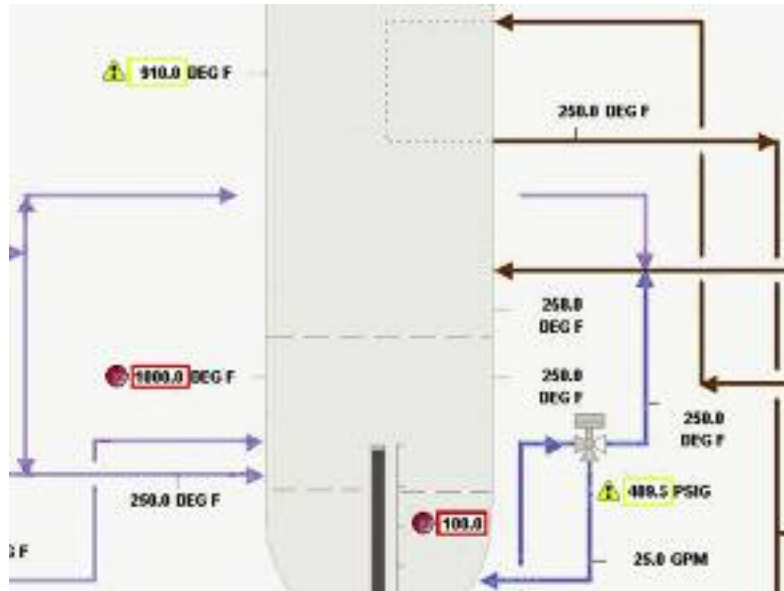 910.0 DEG F
250.0 DEG F
250.0
DEG F
1000.0 DEG F
250.0
DEG F
250.0
DEG F
250.0 DEG F
489.5 PSIG
100.0
F
25.0 GPM